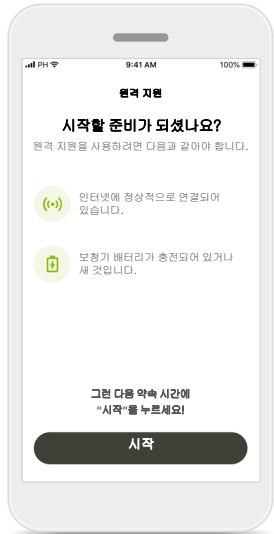 PH 9:41 AM 100%
원격 지원
시작할 준비가 되셨나요?
원격 지원을 사용하려면 다음과 같아야 합니다.
인터넷에 정상적으로 연결되어
있습니다.
보청기 배터리가 충전되어 있거나
새 것입니다.
그런 다음 약속 시간에
"시작"을 누르세요!
시작